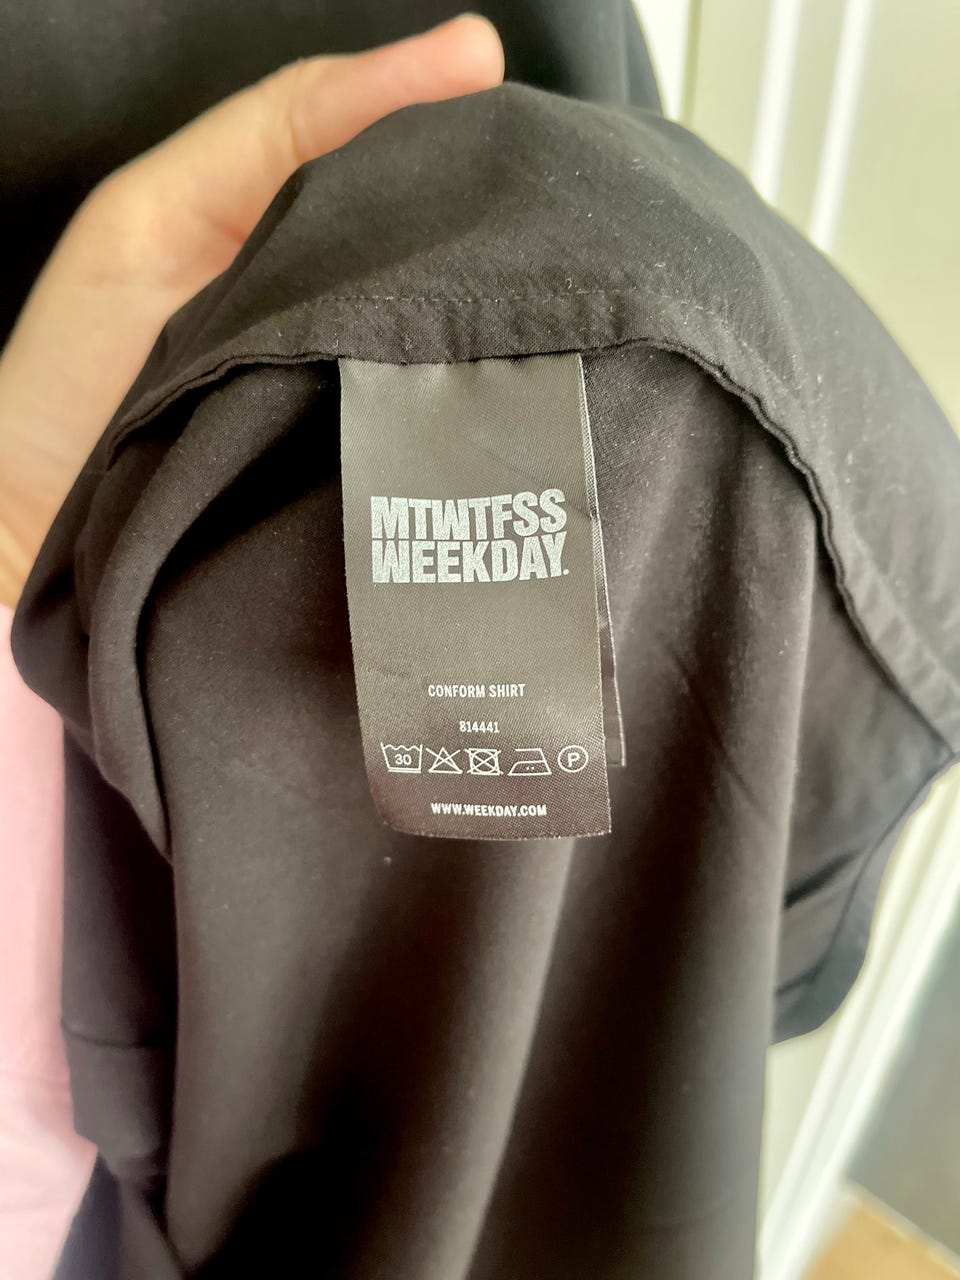 MTWTFSS
WEEKDAY.
CONFORM SHIRT
814441
30 P
WWW.WEEKDAY.COM